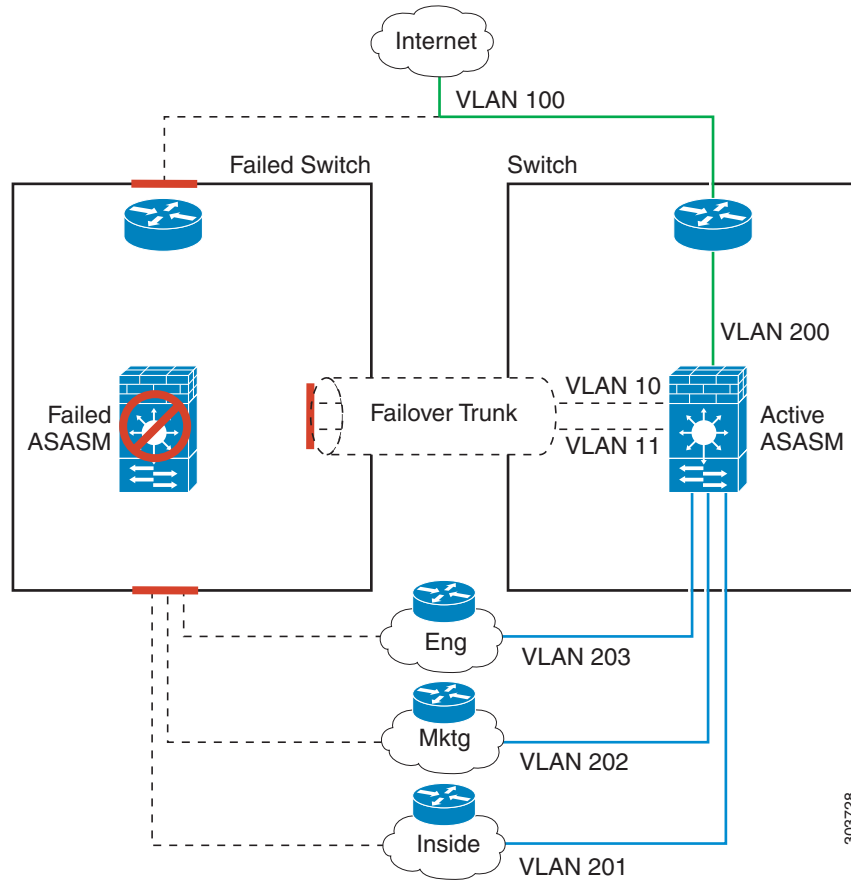 Internet
VLAN 100
Failed Switch
Switch
VLAN 200
Failed
ASASM
Failover Trunk
VLAN 10
VLAN 11
Active
ASASM
Eng
VLAN 203
Mktg
VLAN 202
Inside
VLAN 201
303728